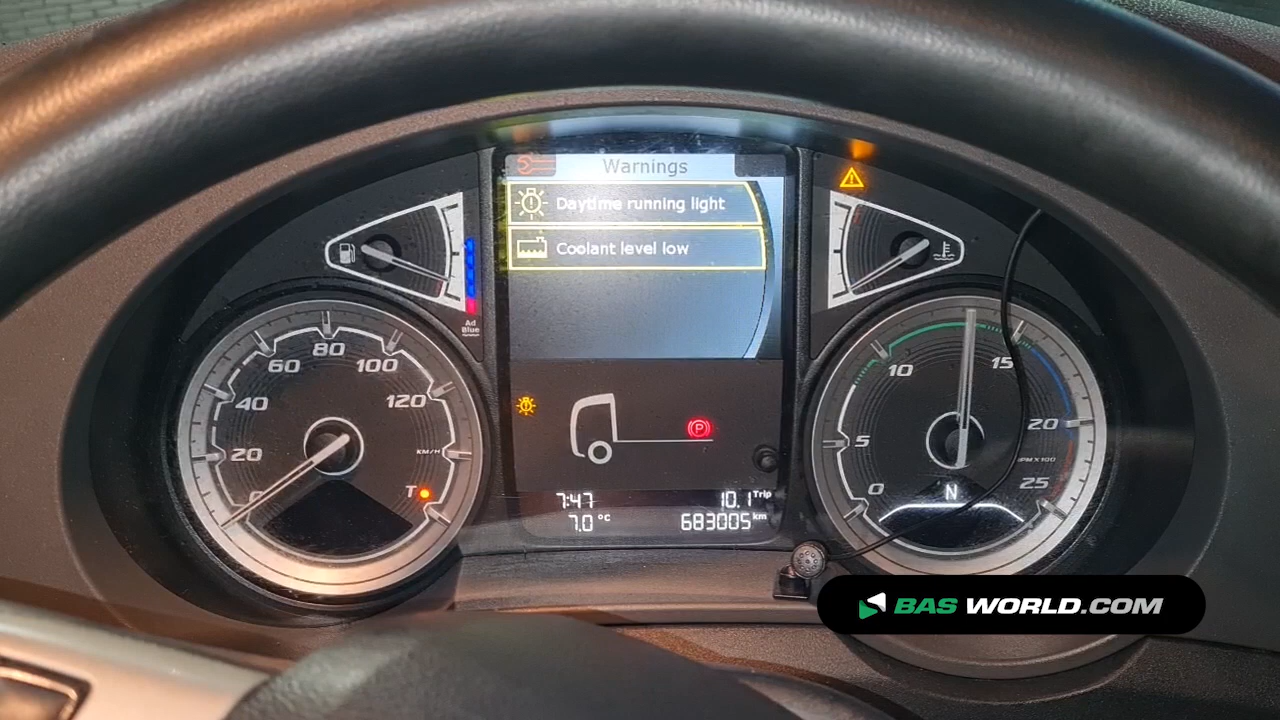 Warnings
Daytime running light
Coolant level low
Ad
Blue
0
20
40
60
80
100
120
KM/H
T
P
7:47
10.1 Trip
7.0 °C
683005 km
0
5
10
15
20
25
RPM X100
N
BAS WORLD.COM